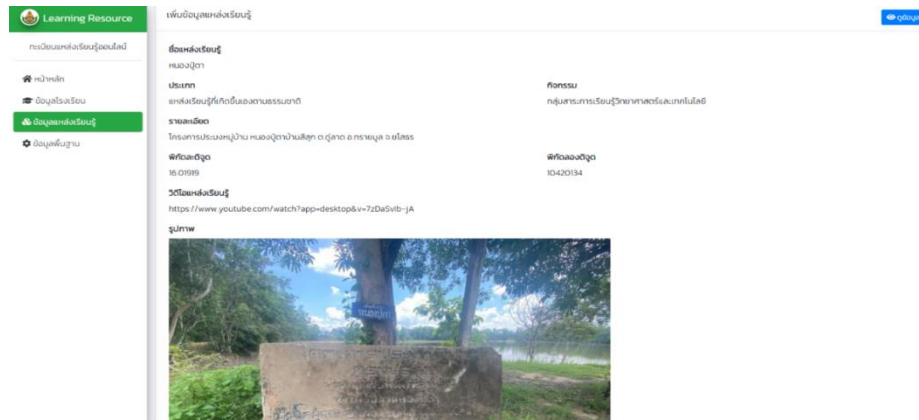 Learning Resource
เพิ่มข้อมูลแหล่งเรียนรู้
ทะเบียนแหล่งเรียนรู้ออนไลน์
หน้าหลัก
ข้อมูลโรงเรียน
ข้อมูลแหล่งเรียนรู้
ข้อมูลพื้นฐาน
ชื่อแหล่งเรียนรู้
หนองปู่ตา
ประเภท
แหล่งเรียนรู้ที่เกิดขึ้นเองตามธรรมชาติ
กิจกรรม
กลุ่มสาระการเรียนรู้วิทยาศาสตร์และเทคโนโลยี
รายละเอียด
โครงการประมงหมู่บ้าน หนองปู่ตาบ้านสีสุก ต.ดู่ลาด อ.ทรายมูล จ.ยโสธร
พิกัดละติจูด
16.01919
พิกัดลองติจูด
10420134
วิดีโอแหล่งเรียนรู้
https://www.youtube.com/watch?app=desktop&v=7zDaSvlb-jA
รูปภาพ
หนองปู่ตา